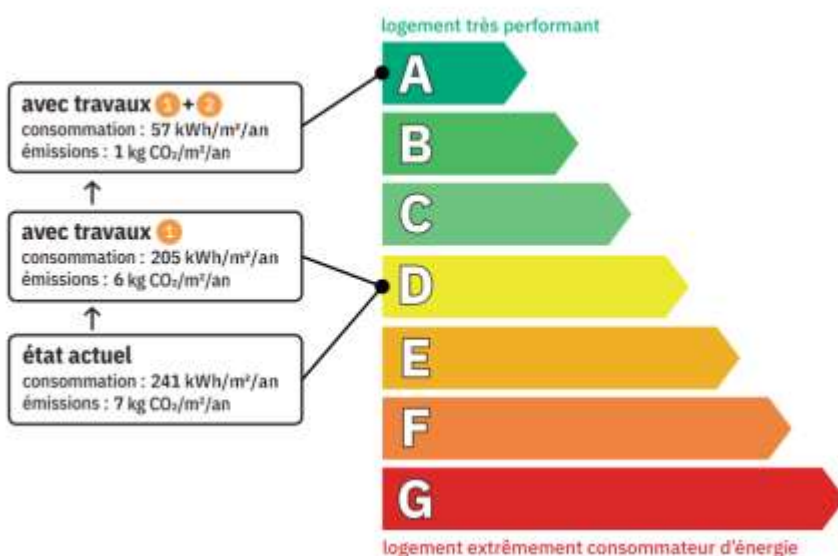 logement très performant
A
avec travaux 1 + 2
consommation : 57 kWh/m²/an
émissions : 1 kg CO₂/m²/an
B
C
avec travaux 1
consommation : 205 kWh/m²/an
émissions : 6 kg CO₂/m²/an
D
état actuel
consommation : 241 kWh/m²/an
émissions : 7 kg CO₂/m²/an
E
F
G
logement extrêmement consommateur d'énergie